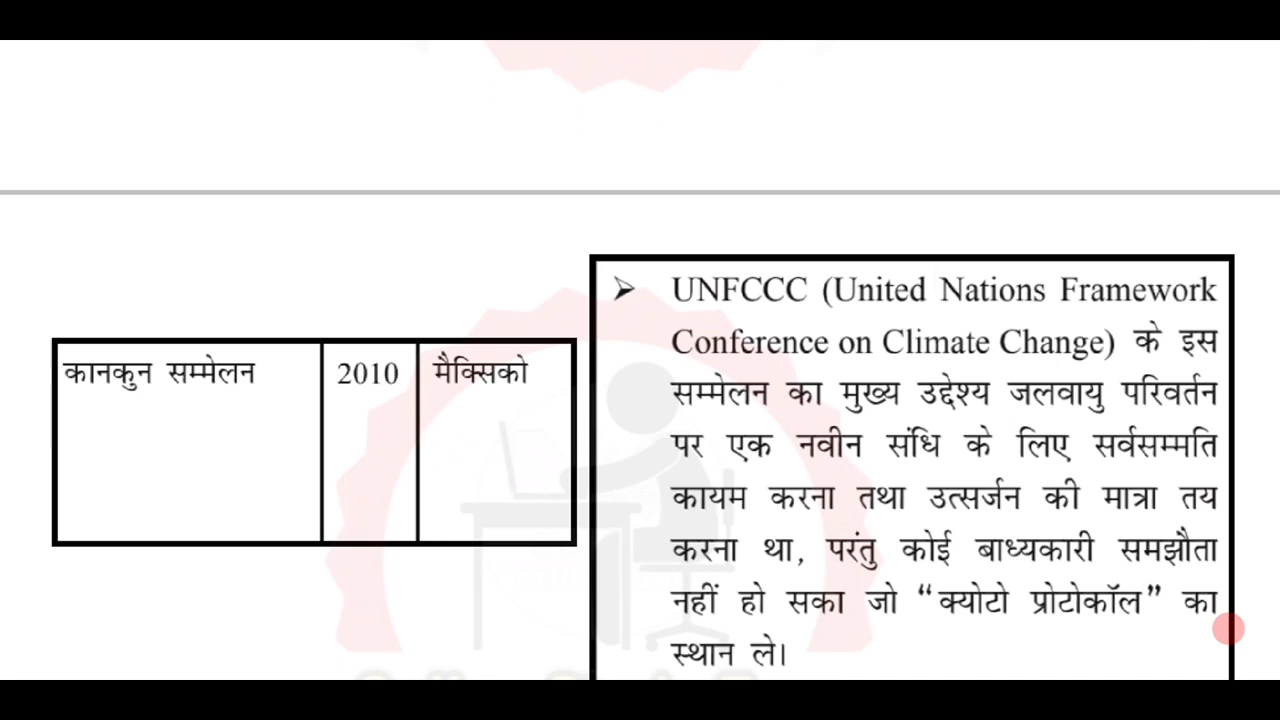 कानकुन सम्मेलन 2010 मैक्सिको
➢ UNFCCC (United Nations Framework
Conference on Climate Change) के इस
सम्मेलन का मुख्य उद्देश्य जलवायु परिवर्तन
पर एक नवीन संधि के लिए सर्वसम्मति
कायम करना तथा उत्सर्जन की मात्रा तय
करना था, परंतु कोई बाध्यकारी समझौता
नहीं हो सका जो “क्योटो प्रोटोकॉल” का
स्थान ले।